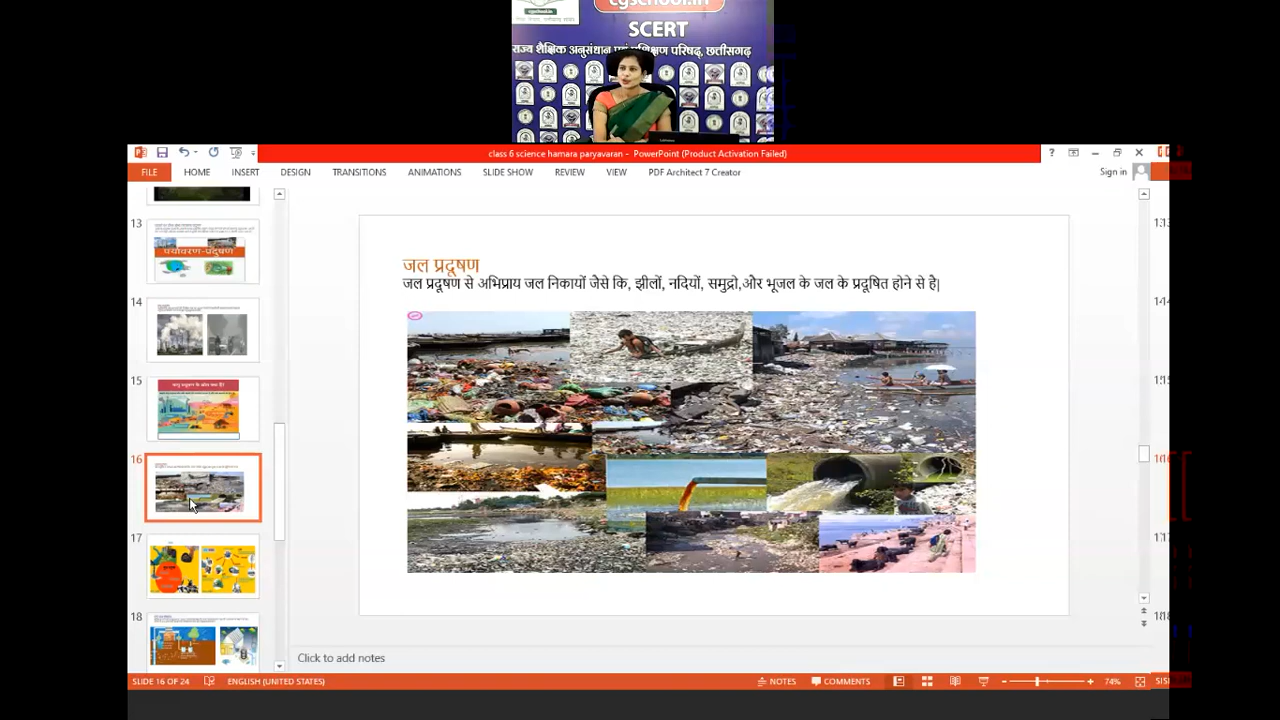 cgschool.in
SCERT
राज्य शैक्षिक अनुसंधान एवं प्रशिक्षण परिषद्, छत्तीसगढ़
class 6 science hamara paryavaran - PowerPoint (Product Activation Failed)
FILE HOME INSERT DESIGN TRANSITIONS ANIMATIONS SLIDE SHOW REVIEW VIEW PDF Architect 7 Creator Sign in
13
पर्यावरण-प्रदूषण
14
15
16
17
18
जल प्रदूषण
जल प्रदूषण से अभिप्राय जल निकायों जैसे कि, झीलों, नदियों, समुद्रो,और भूजल के जल के प्रदूषित होने से है
Click to add notes
SLIDE 16 OF 24 ENGLISH (UNITED STATES) NOTES COMMENTS 74%